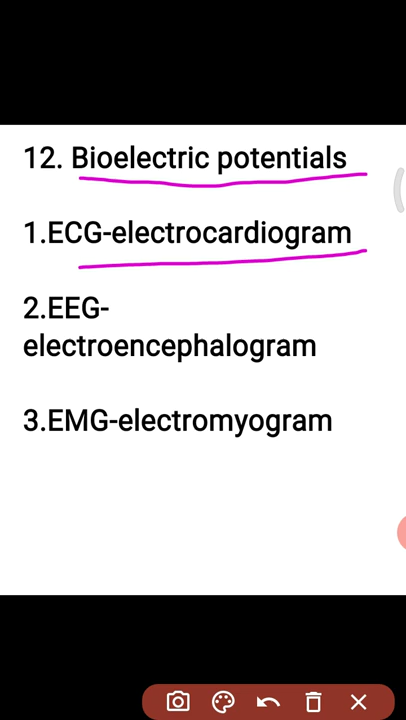 12. Bioelectric potentials
1.ECG-electrocardiogram
2.EEG-
electroencephalogram
3.EMG-electromyogram